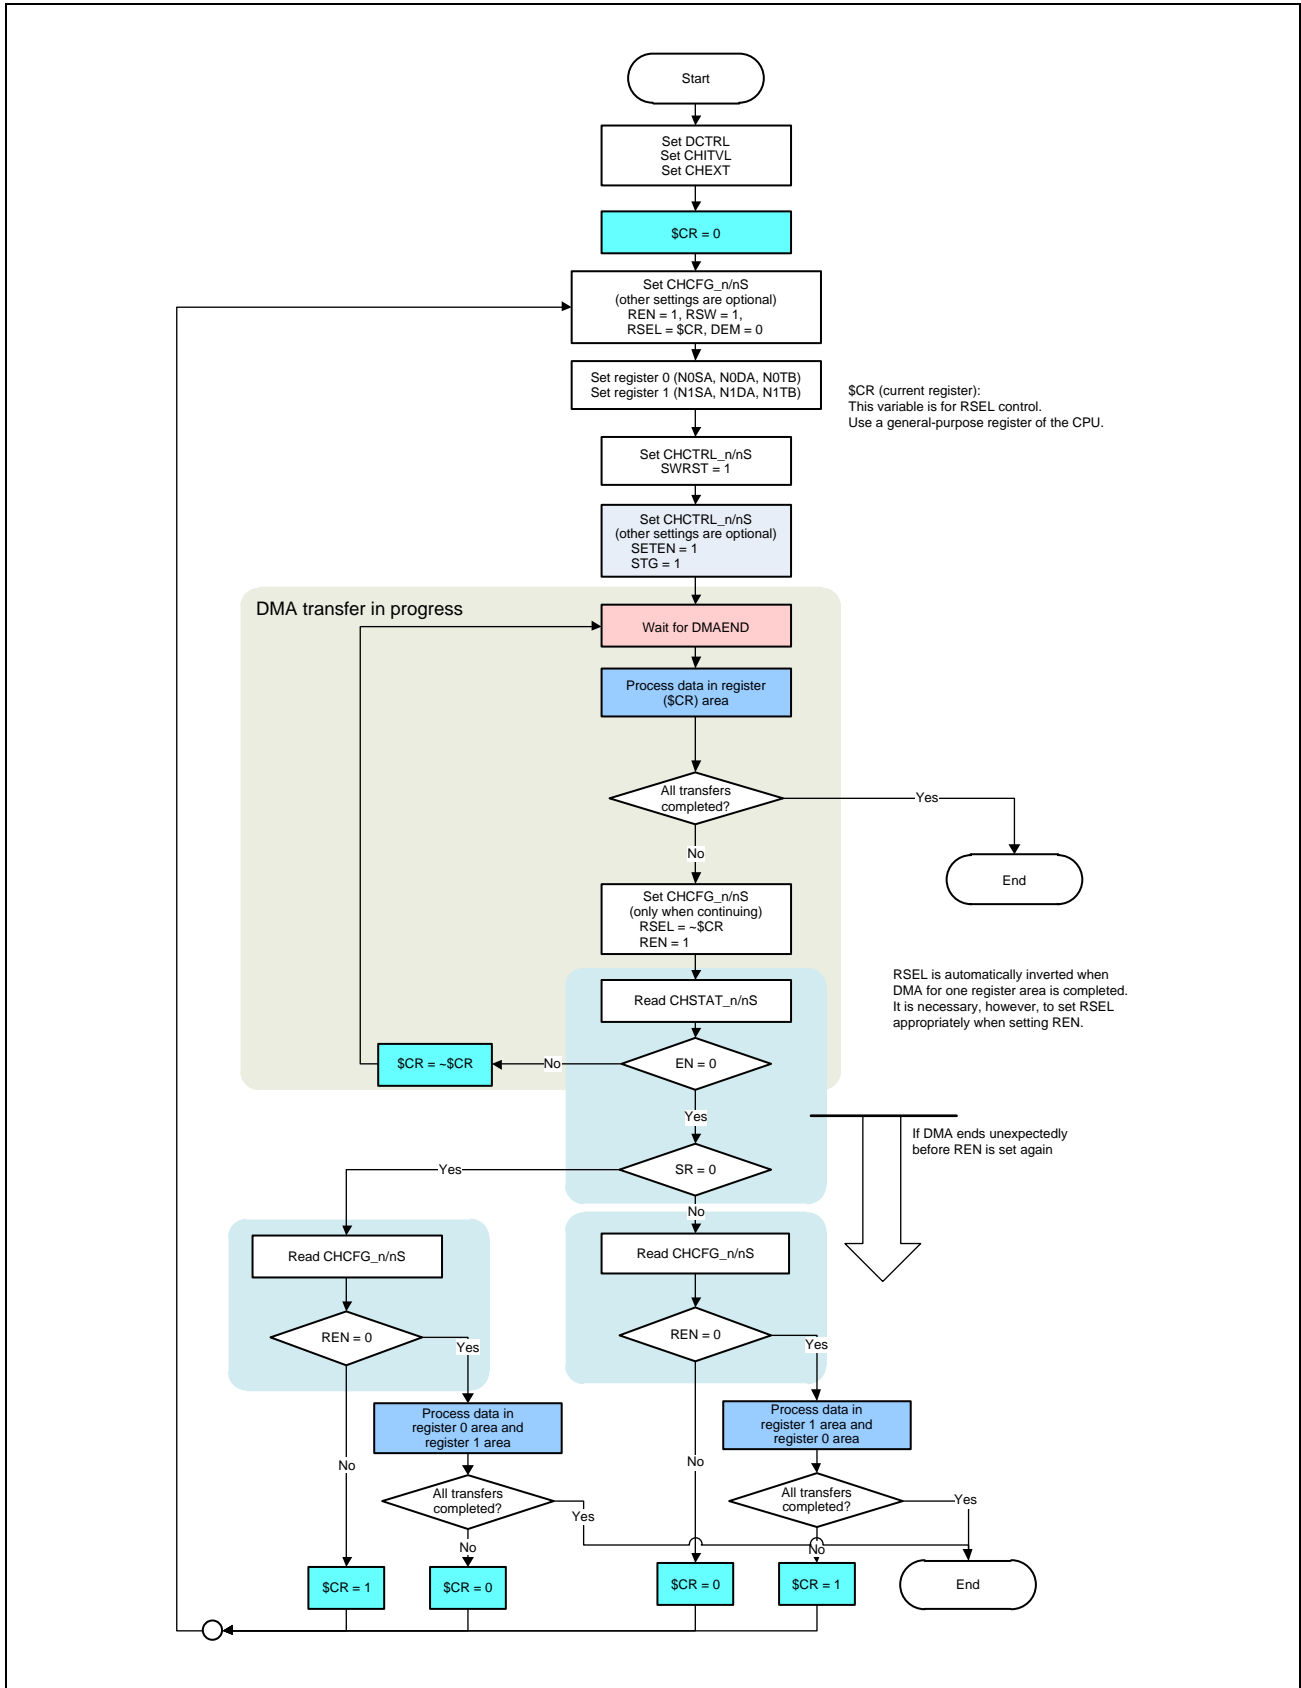 Start
Set DCTRL
Set CHITVL
Set CHEXT
$CR = 0
Set CHCFG_n/nS
(other settings are optional)
REN = 1, RSW = 1,
RSEL = $CR, DEM = 0
Set register 0 (N0SA, N0DA, N0TB)
Set register 1 (N1SA, N1DA, N1TB)
$CR (current register):
This variable is for RSEL control.
Use a general-purpose register of the CPU.
Set CHCTRL_n/nS
SWRST = 1
Set CHCTRL_n/nS
(other settings are optional)
SETEN = 1
STG = 1
DMA transfer in progress
Wait for DMAEND
Process data in register
($CR) area
All transfers
completed?
Yes
No
End
Set CHCFG_n/nS
(only when continuing)
RSEL = ~$CR
REN = 1
RSEL is automatically inverted when
DMA for one register area is completed.
It is necessary, however, to set RSEL
appropriately when setting REN.
Read CHSTAT_n/nS
$CR = ~$CR
No
EN = 0
Yes
If DMA ends unexpectedly
before REN is set again
Yes
SR = 0
No
Read CHCFG_n/nS
Read CHCFG_n/nS
REN = 0
Yes
REN = 0
Yes
Process data in
register 0 area and
register 1 area
Process data in
register 1 area and
register 0 area
No
No
All transfers
completed?
Yes
All transfers
completed?
Yes
No
No
$CR = 1
$CR = 0
$CR = 0
$CR = 1
End